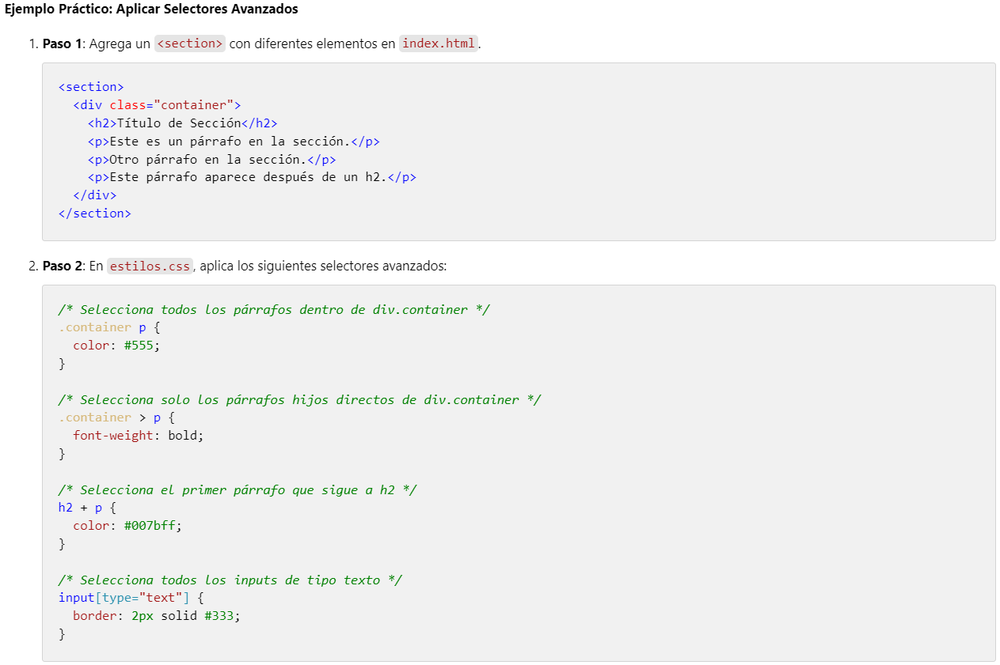 Ejemplo Práctico: Aplicar Selectores Avanzados
1. Paso 1: Agrega un <section> con diferentes elementos en index.html.
<section>
  <div class="container">
    <h2>Título de Sección</h2>
    <p>Este es un párrafo en la sección.</p>
    <p>Otro párrafo en la sección.</p>
    <p>Este párrafo aparece después de un h2.</p>
  </div>
</section>
2. Paso 2: En estilos.css, aplica los siguientes selectores avanzados:
/* Selecciona todos los párrafos dentro de div.container */
.container p {
  color: #555;
}
/* Selecciona solo los párrafos hijos directos de div.container */
.container > p {
  font-weight: bold;
}
/* Selecciona el primer párrafo que sigue a h2 */
h2 + p {
  color: #007bff;
}
/* Selecciona todos los inputs de tipo texto */
input[type="text"] {
  border: 2px solid #333;
}